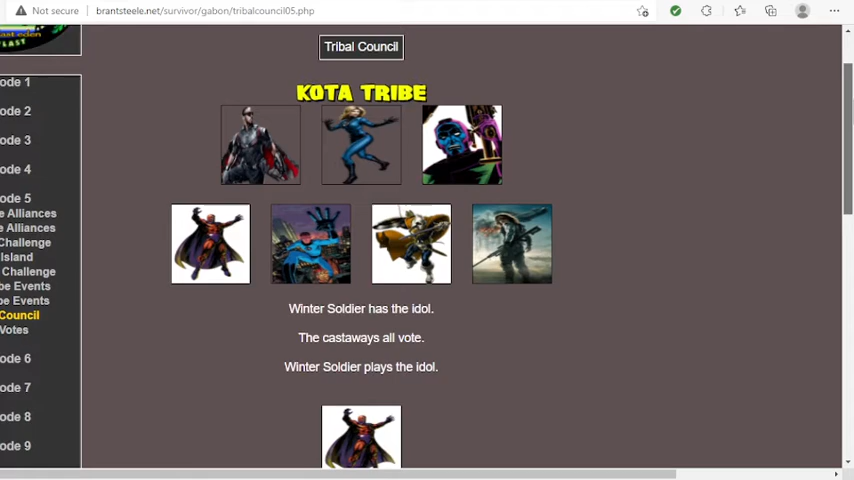 Not secure
brantsteele.net/survivor/gabon/tribalcouncil05.php
LAST
Tribal Council
KOTA TRIBE
ode 1
ode 2
ode 3
ode 4
ode 5
e Alliances
e Alliances
Challenge
Island
Challenge
be Events
be Events
Council
Votes
ode 6
ode 7
ode 8
ode 9
Winter Soldier has the idol.
The castaways all vote.
Winter Soldier plays the idol.